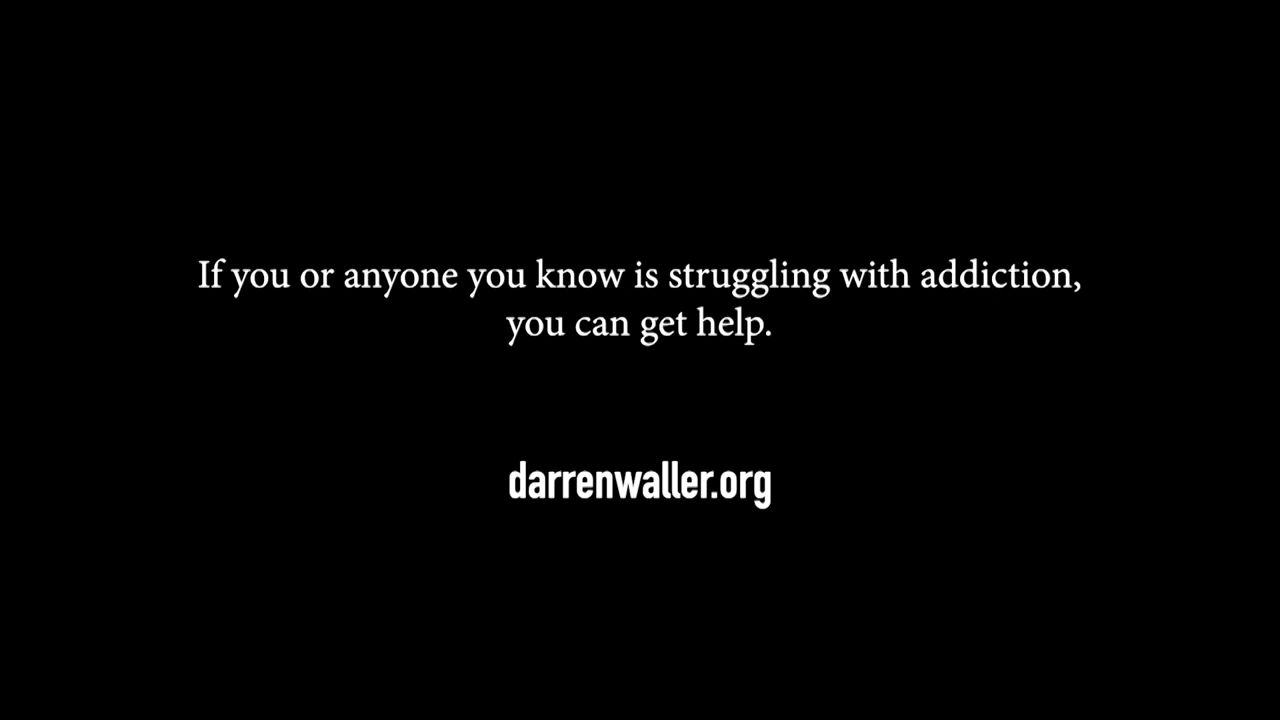 If you or anyone you know is struggling with addiction,
you can get help.
darrenwaller.org